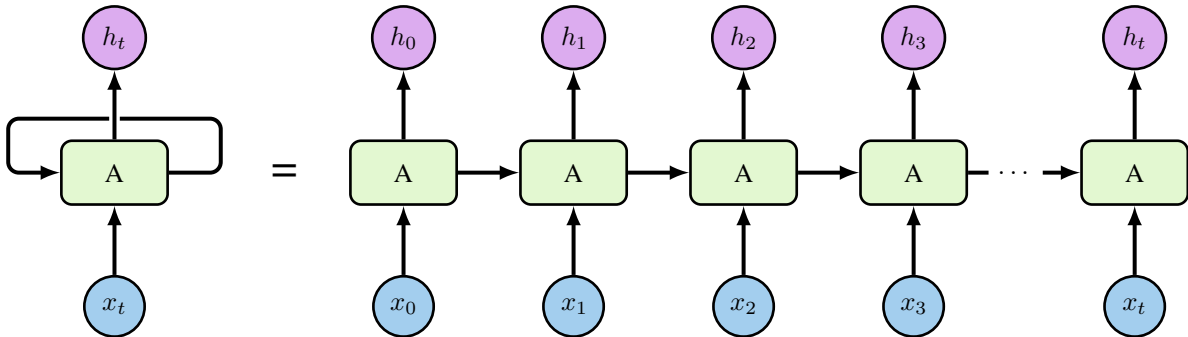 h_t h_0 h_1 h_2 h_3 h_t
A = A A A A ··· A
x_t x_0 x_1 x_2 x_3 x_t